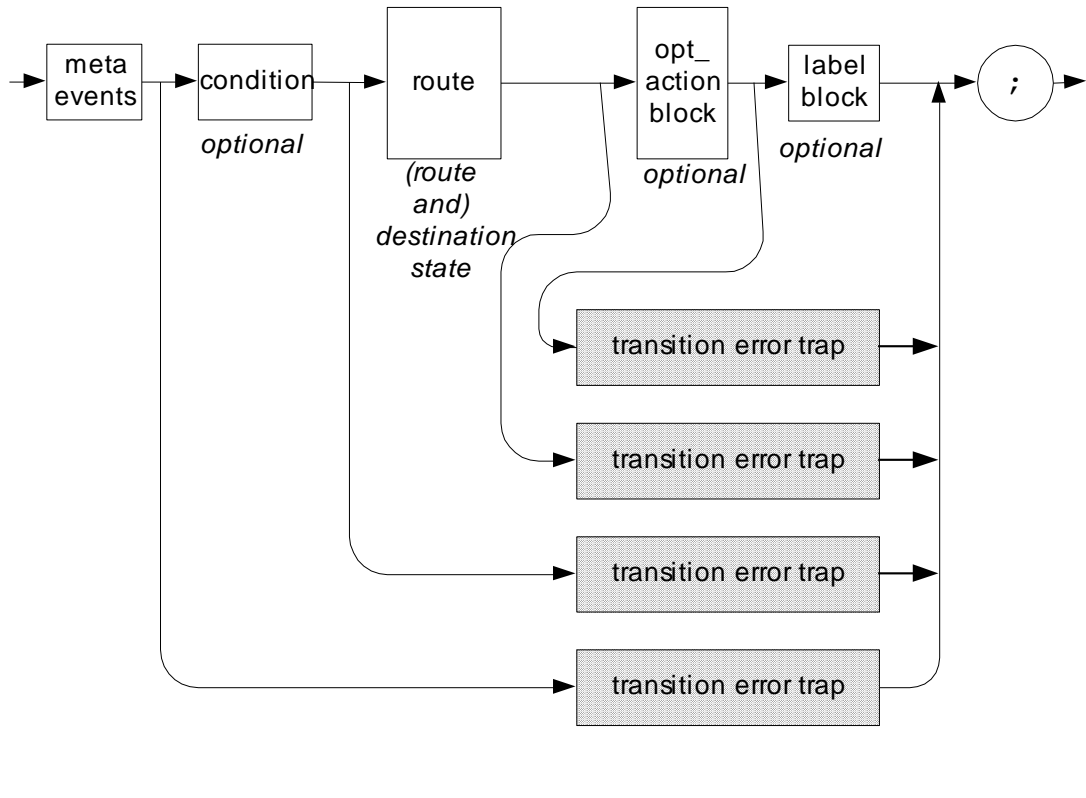 meta
events
condition
optional
route
(route
and)
destination
state
opt_
action
block
optional
label
block
optional
;
transition error trap
transition error trap
transition error trap
transition error trap